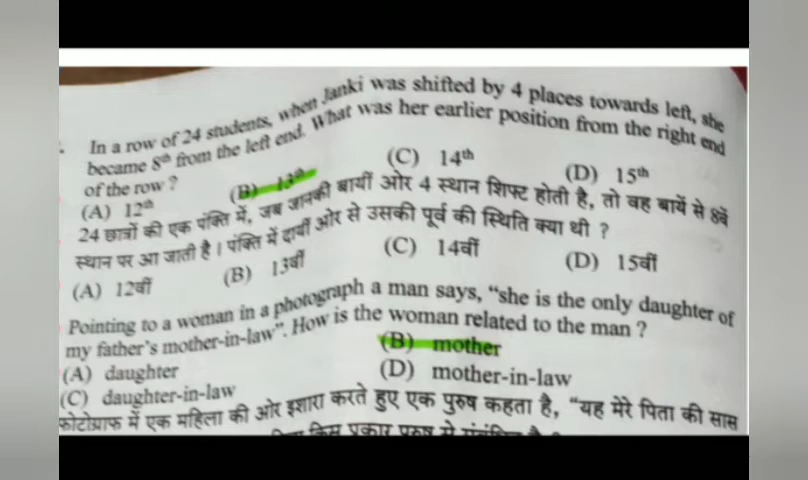 In a row of 24 students, when Janki was shifted by 4 places towards left, she
became 8th from the left end. What was her earlier position from the right end
of the row ?
(A) 12th (B) 13th (C) 14th (D) 15th
24 छात्रों की एक पंक्ति में, जब जानकी बायीं ओर 4 स्थान शिफ्ट होती है, तो वह बायें से 8वें
स्थान पर आ जाती है । पंक्ति में दायीं ओर से उसकी पूर्व की स्थिति क्या थी ?
(A) 12वीं (B) 13वीं (C) 14वीं (D) 15वीं
Pointing to a woman in a photograph a man says, “she is the only daughter of
my father’s mother-in-law”. How is the woman related to the man ?
(A) daughter (B) mother
(C) daughter-in-law (D) mother-in-law
फोटोग्राफ में एक महिला की ओर इशारा करते हुए एक पुरुष कहता है, “यह मेरे पिता की सास
किस प्रकार पुरुष से संबंधित है